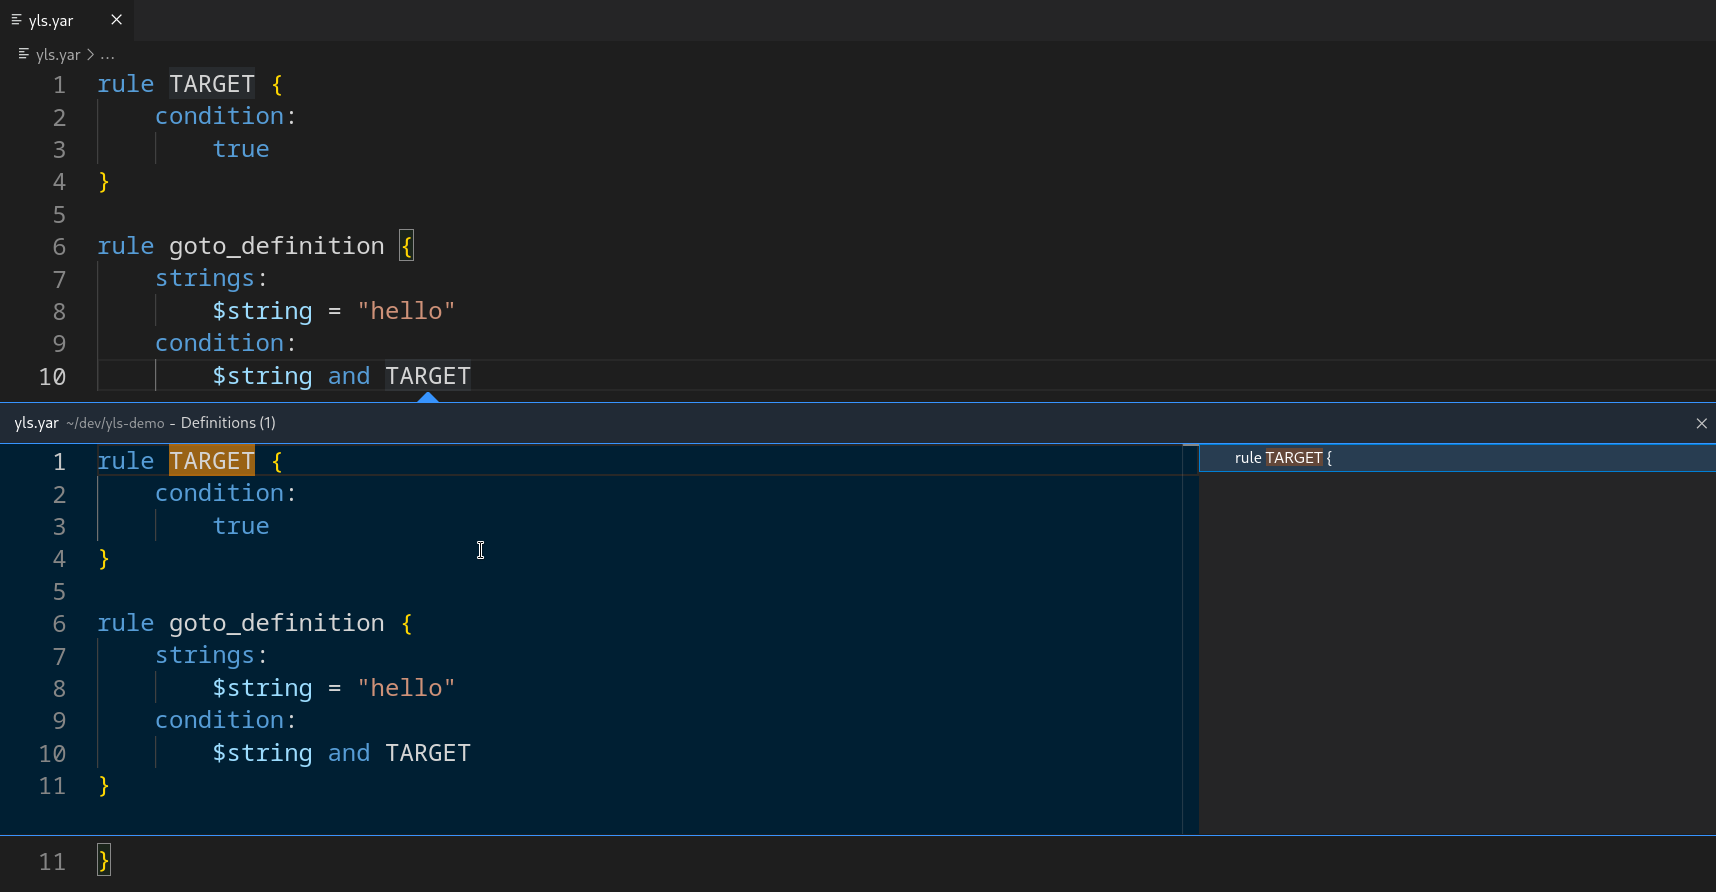 yls.yar
yls.yar > ...
1 rule TARGET {
2     condition:
3         true
4 }
5
6 rule goto_definition {
7     strings:
8         $string = "hello"
9     condition:
10         $string and TARGET
yls.yar ~/dev/yls-demo - Definitions (1)
1 rule TARGET {
rule TARGET {
2     condition:
3         true
4 }
5
6 rule goto_definition {
7     strings:
8         $string = "hello"
9     condition:
10         $string and TARGET
11 }
11 }